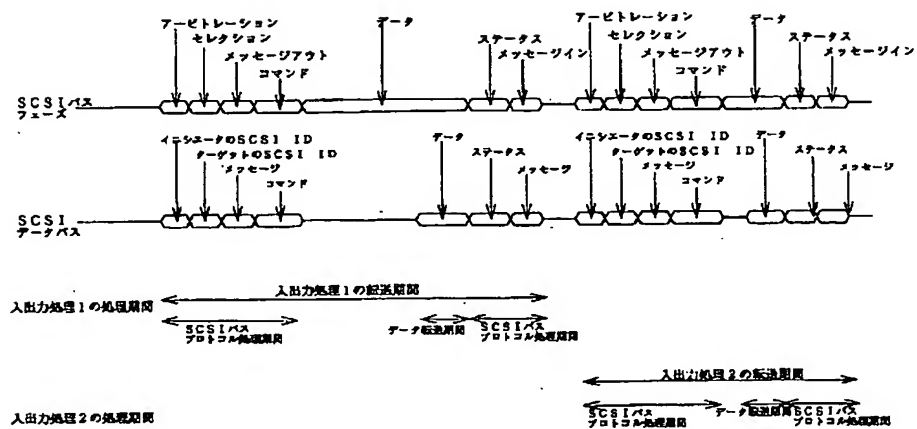 アービトレーション
セレクション
メッセージアウト
コマンド
データ
ステータス
メッセージイン
アービトレーション
セレクション
メッセージアウト
コマンド
データ
ステータス
メッセージイン
SCSIバス
フェーズ
イニシエータのSCSI ID
ターゲットのSCSI ID
メッセージ
コマンド
データ
ステータス
メッセージ
イニシエータのSCSI ID
ターゲットのSCSI ID
メッセージ
コマンド
データ
ステータス
メッセージ
SCSI
データバス
入出力処理1の処理期間
入出力処理1の転送期間
SCSIバス
プロトコル処理期間
データ転送期間
SCSIバス
プロトコル処理期間
入出力処理2の処理期間
入出力処理2の転送期間
SCSIバス
プロトコル処理期間
データ転送期間
SCSIバス
プロトコル処理期間